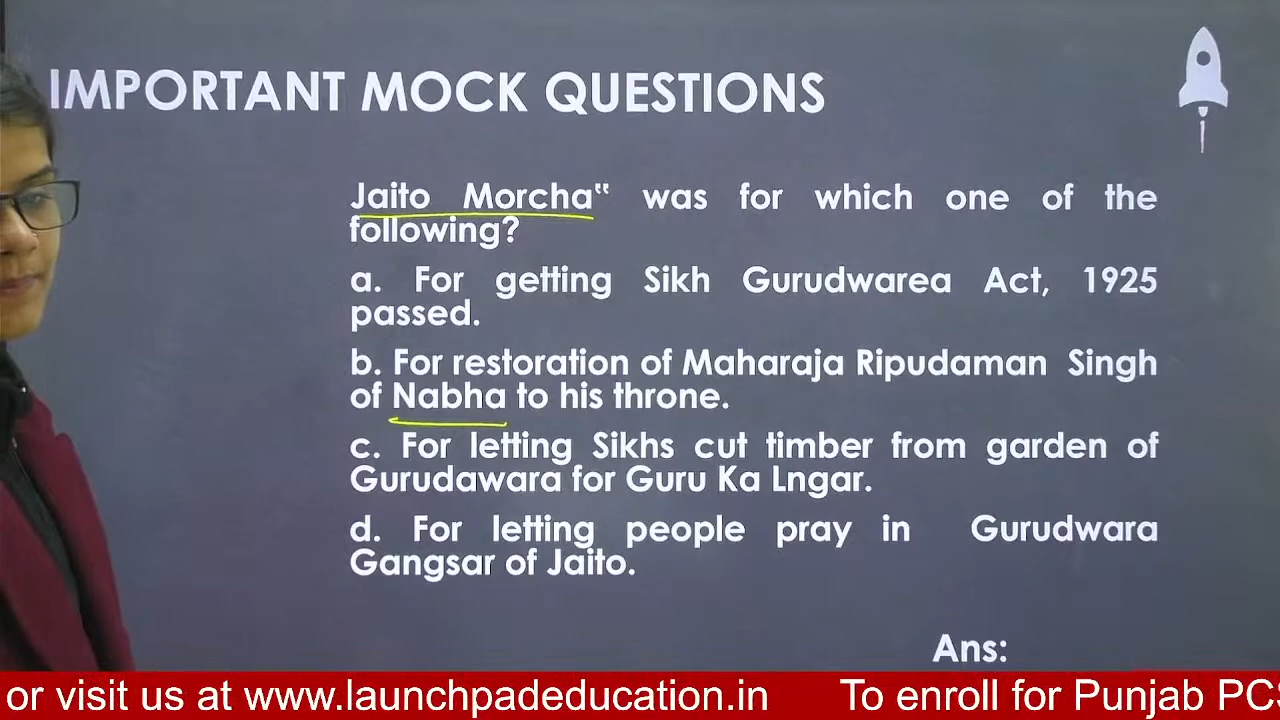 IMPORTANT MOCK QUESTIONS
Jaito Morcha‟ was for which one of the
following?
a. For getting Sikh Gurudwarea Act, 1925
passed.
b. For restoration of Maharaja Ripudaman Singh
of Nabha to his throne.
c. For letting Sikhs cut timber from garden of
Gurudawara for Guru Ka Lngar.
d. For letting people pray in Gurudwara
Gangsar of Jaito.
Ans:
or visit us at www.launchpadeducation.in To enroll for Punjab PCS